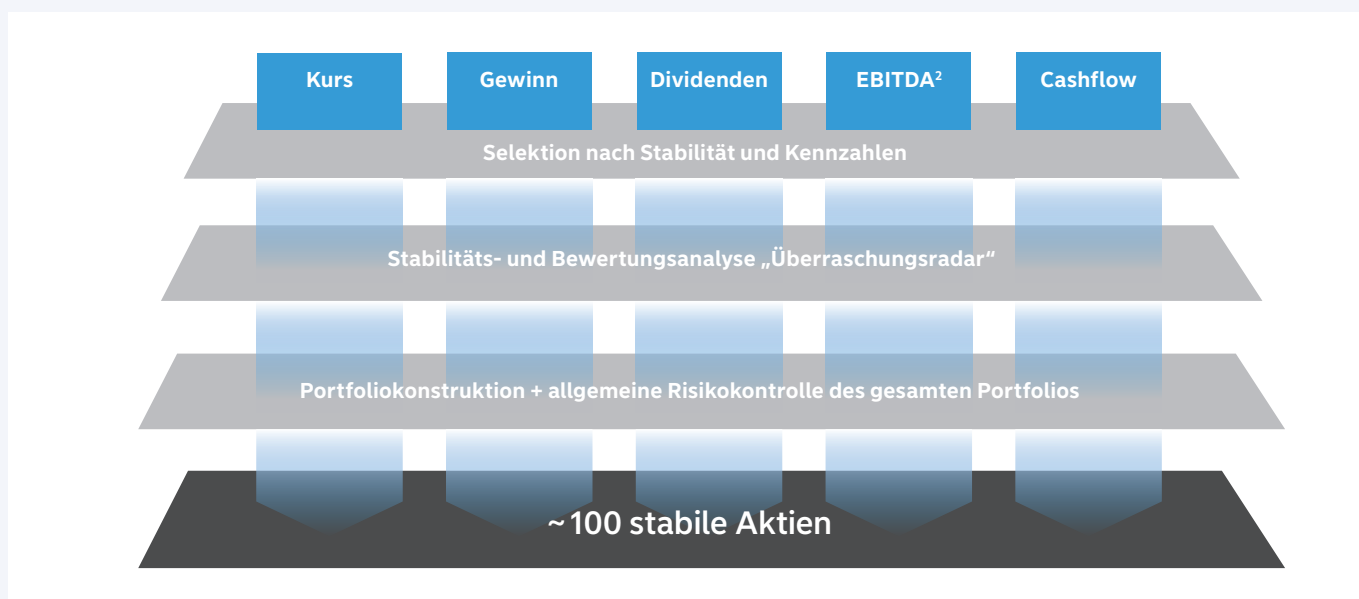 Kurs
Gewinn
Dividenden
EBITDA²
Cashflow
Selektion nach Stabilität und Kennzahlen
Stabilitäts- und Bewertungsanalyse „Überraschungsradar“
Portfoliokonstruktion + allgemeine Risikokontrolle des gesamten Portfolios
~ 100 stabile Aktien